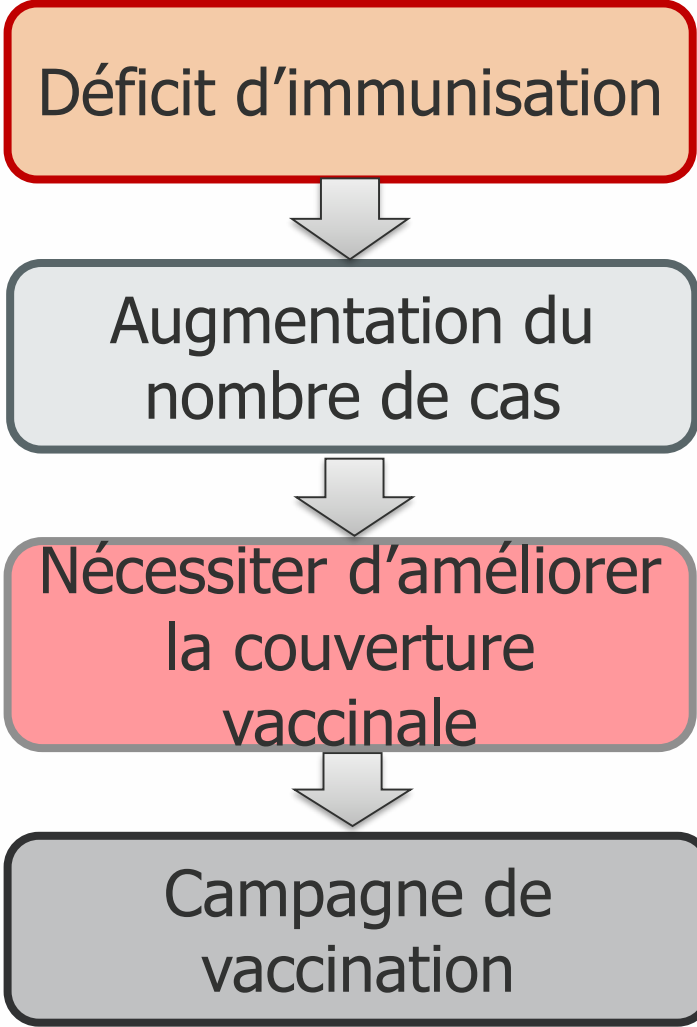 Déficit d’immunisation
Augmentation du
nombre de cas
Nécessiter d’améliorer
la couverture
vaccinale
Campagne de
vaccination